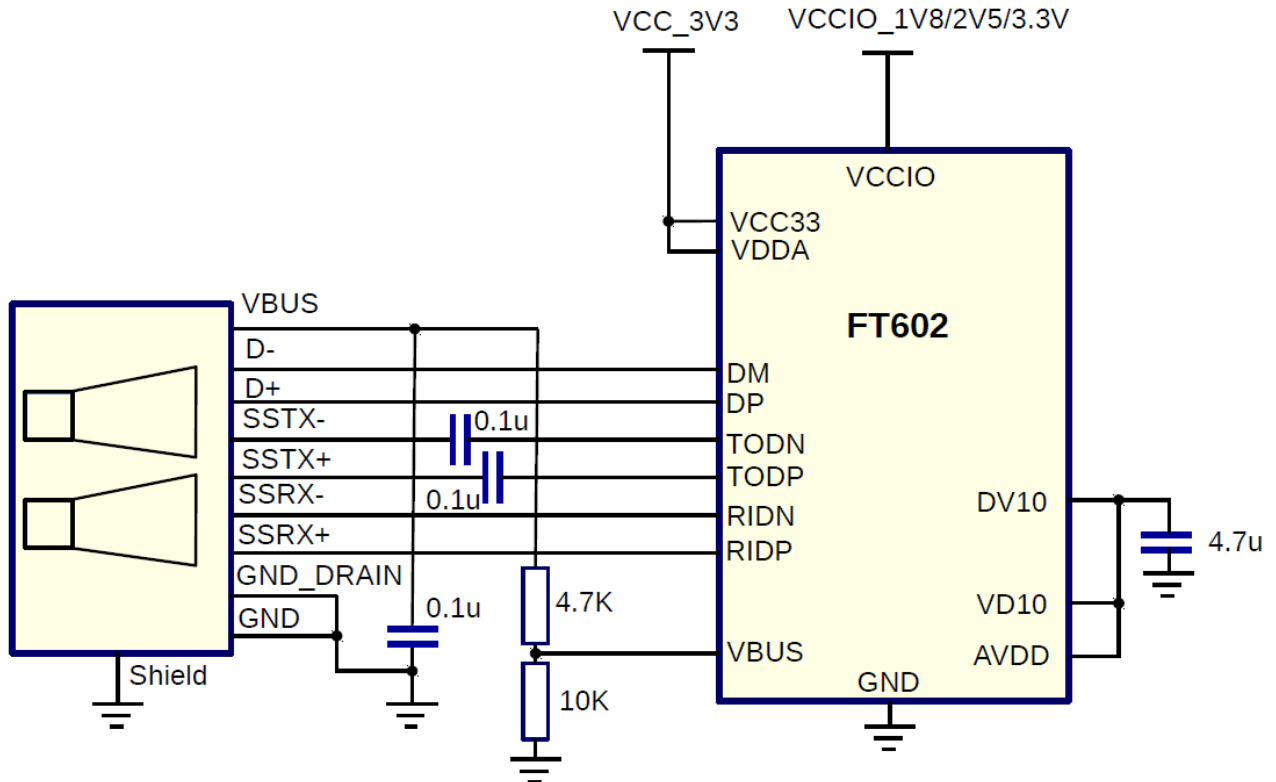 VCC_3V3
VCCIO_1V8/2V5/3.3V
VCCIO
VCC33
VDDA
FT602
VBUS
D-
D+
SSTX-
SSTX+
SSRX-
SSRX+
GND_DRAIN
GND
Shield
0.1u
0.1u
0.1u
4.7K
10K
DM
DP
TODN
TODP
RIDN
RIDP
VBUS
GND
DV10
VD10
AVDD
4.7u